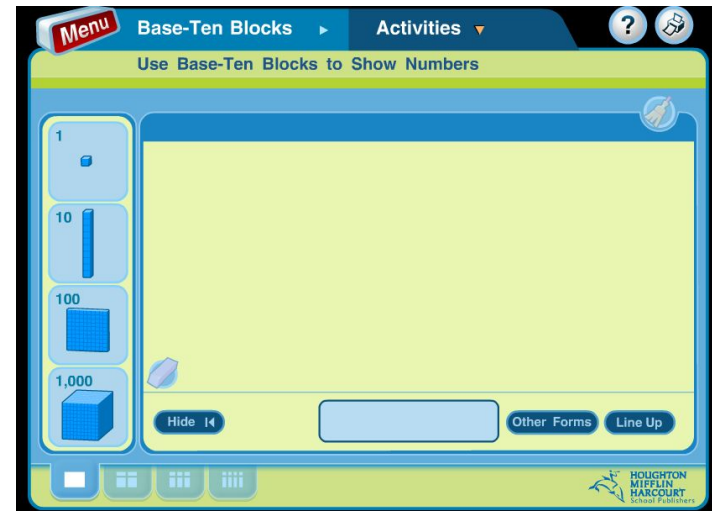 Menu
Base-Ten Blocks
Activities
?
Use Base-Ten Blocks to Show Numbers
1
10
100
1,000
Hide
Other Forms
Line Up
HOUGHTON
MIFFLIN
HARCOURT
School Publishers